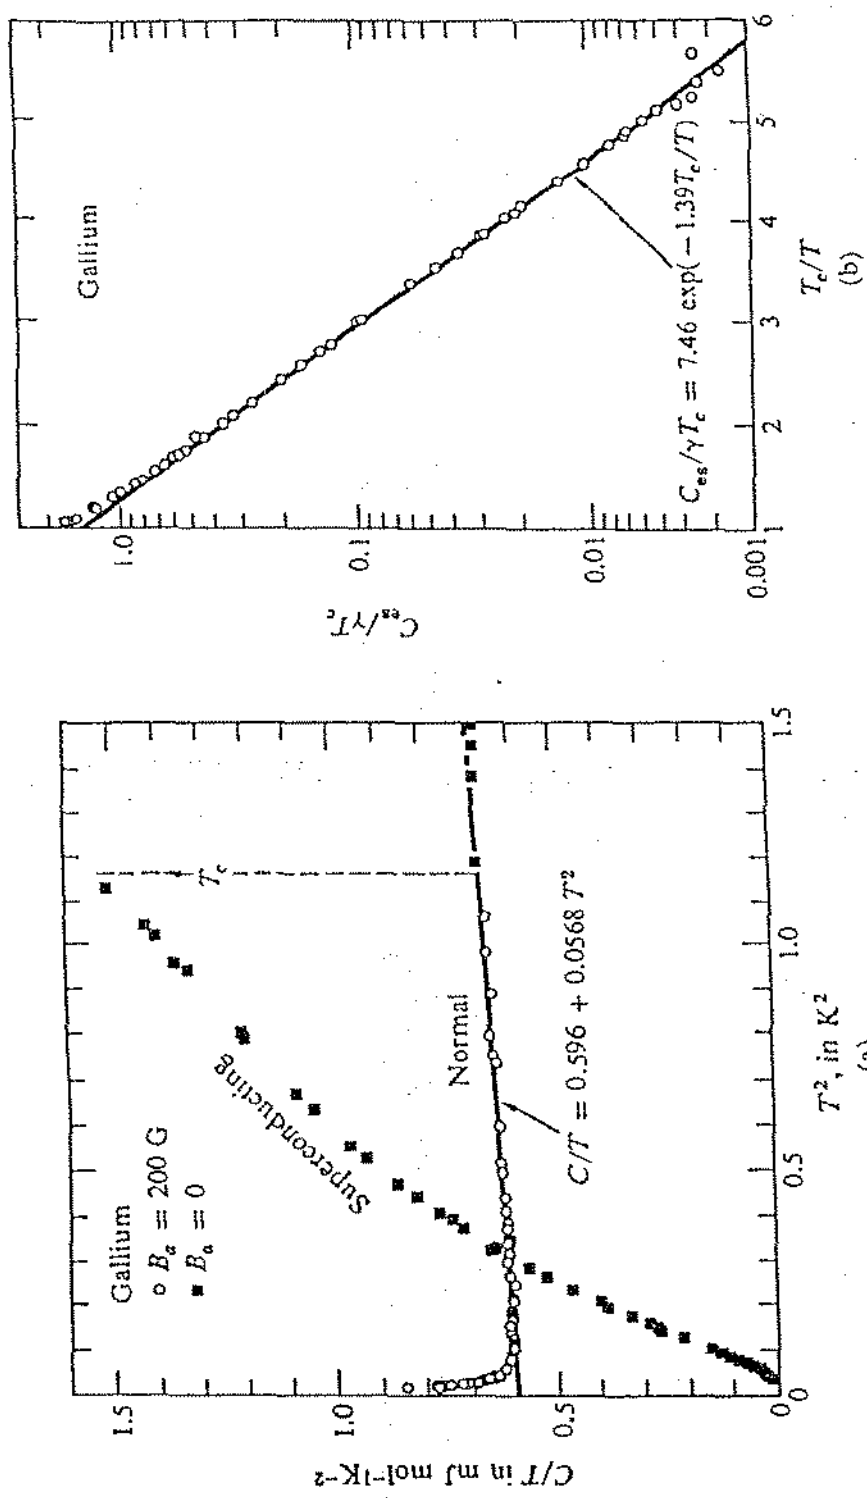 Gallium
○ Bₐ = 200 G
■ Bₐ = 0
Superconducting
T_c
Normal
C/T = 0.596 + 0.0568 T²
C/T in mJ mol⁻¹K⁻²
1.5
1.0
0.5
0
0
0.5
1.0
1.5
T², in K²
(a)
Gallium
C_es/γT_c
1.0
0.1
0.01
0.001
C_es/γT_c = 7.46 exp(−1.39T_c/T)
1
2
3
4
5
6
T_c/T
(b)